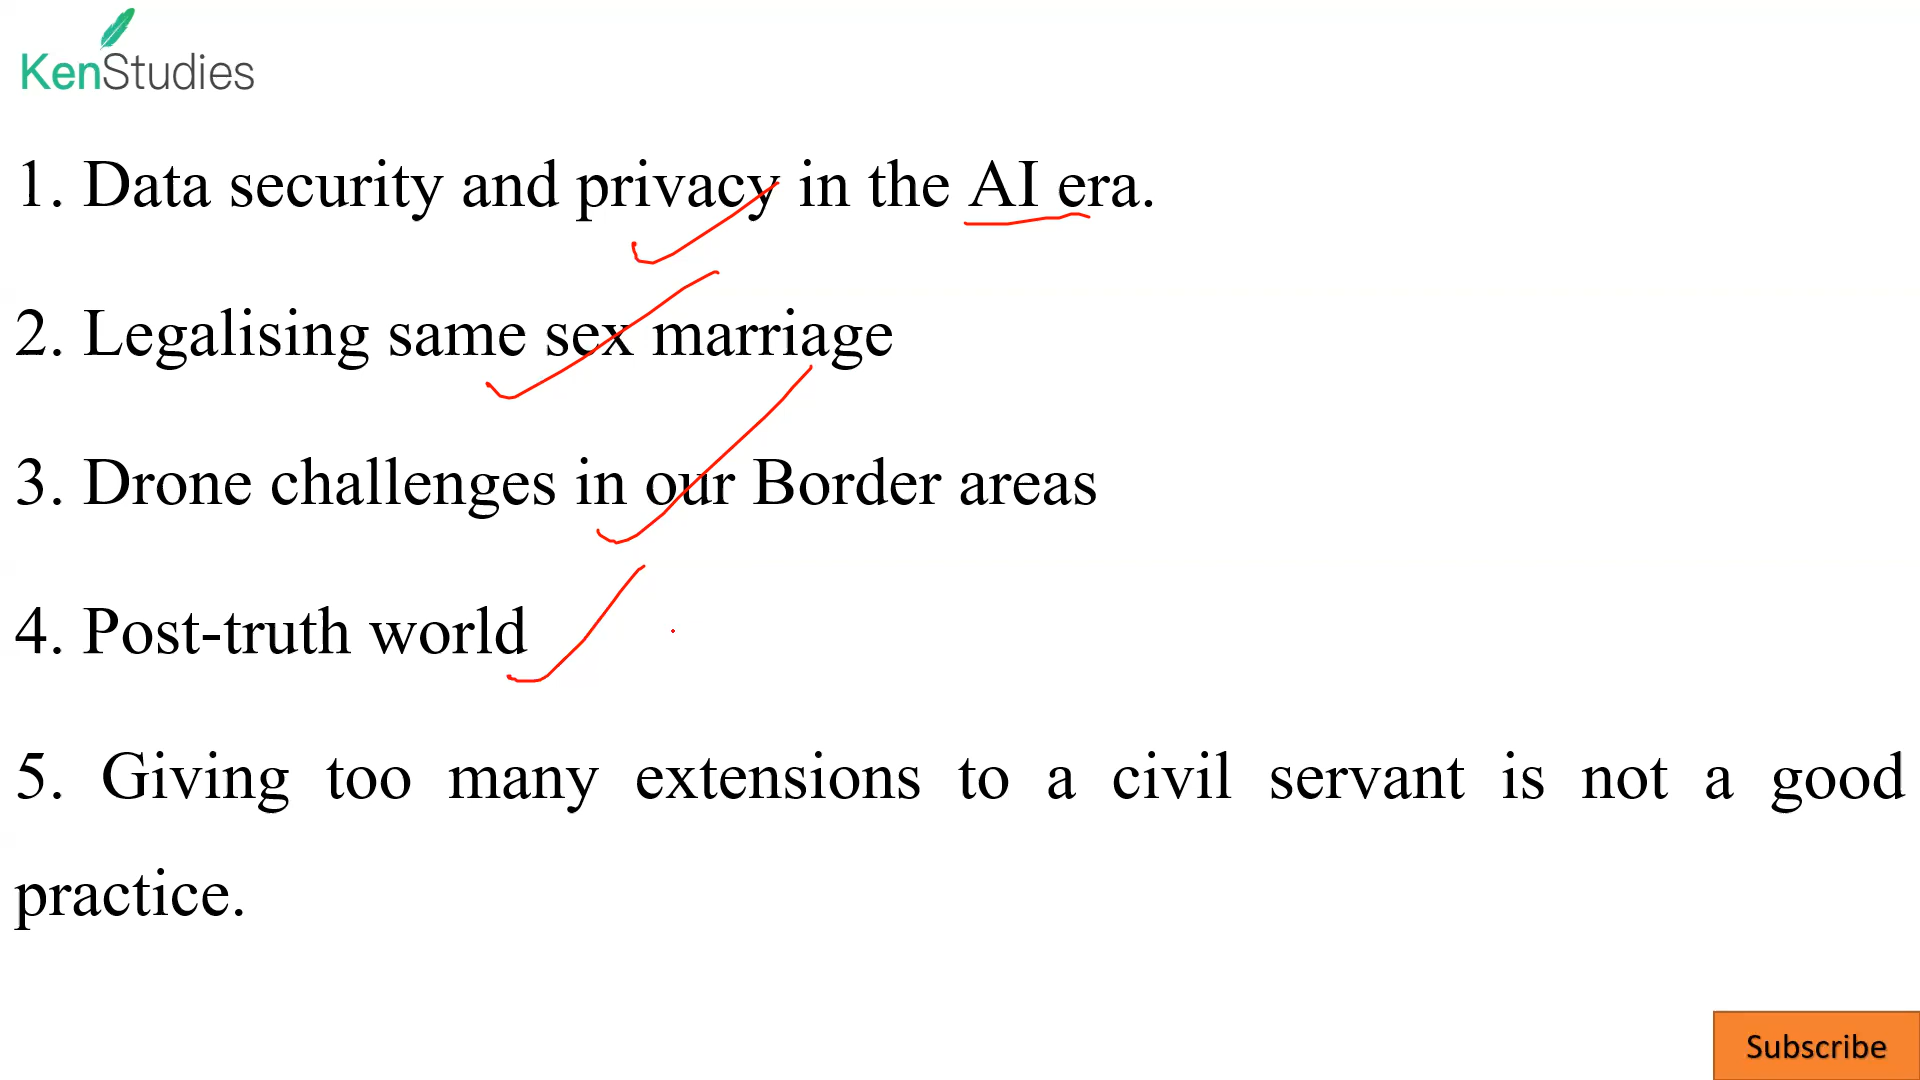 KenStudies
1. Data security and privacy in the AI era.
2. Legalising same sex marriage
3. Drone challenges in our Border areas
4. Post-truth world
5. Giving too many extensions to a civil servant is not a good
practice.
Subscribe